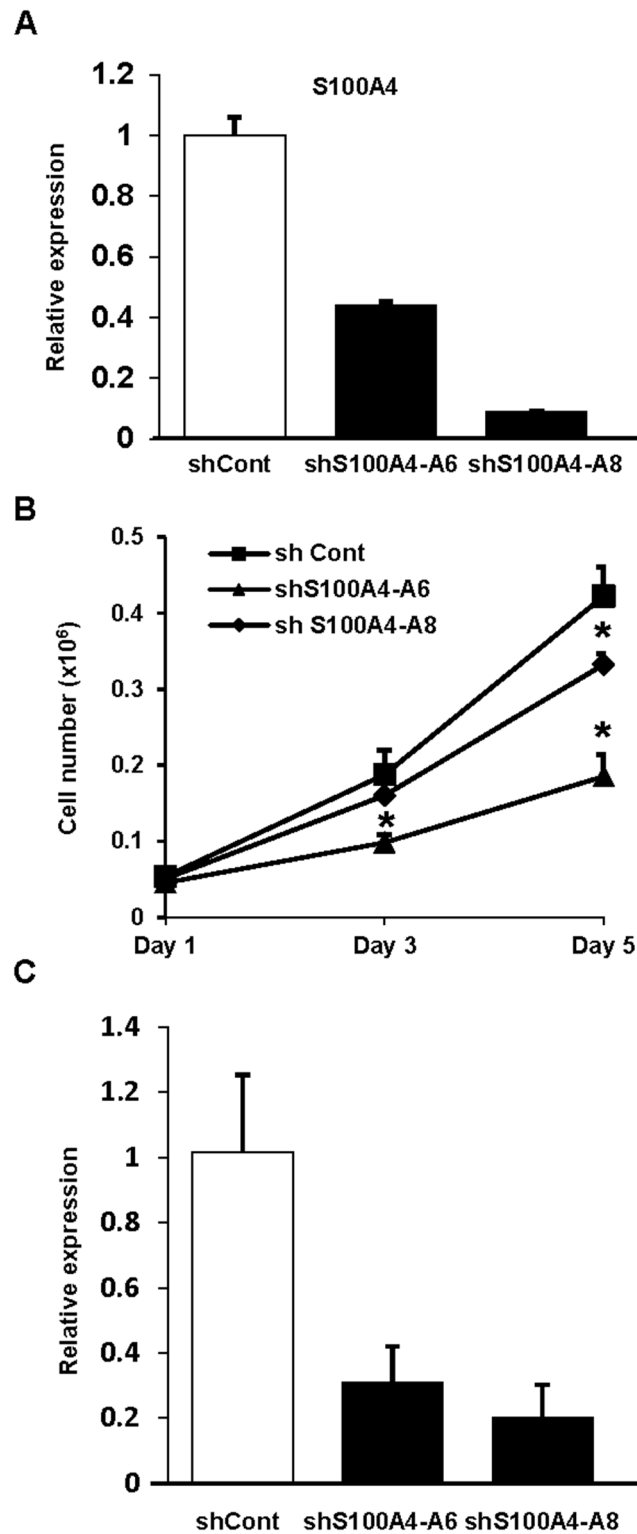 A
S100A4
Relative expression
1.2
1
0.8
0.6
0.4
0.2
0
shCont shS100A4-A6 shS100A4-A8
B
Cell number (x10⁶)
0.5
0.4
0.3
0.2
0.1
0
sh Cont
shS100A4-A6
sh S100A4-A8
*
*
*
Day 1 Day 3 Day 5
C
Relative expression
1.4
1.2
1
0.8
0.6
0.4
0.2
0
shCont shS100A4-A6 shS100A4-A8